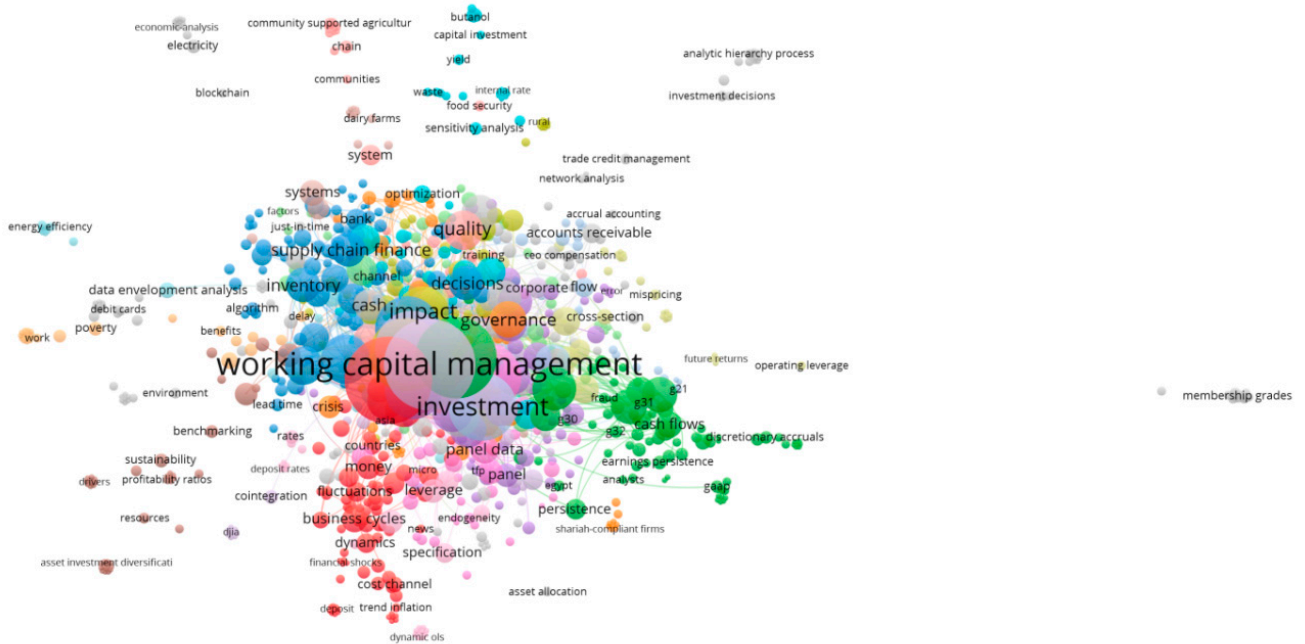 economic-analysis
electricity
blockchain
community supported agricultur
chain
communities
dairy farms
system
butanol
capital investment
yield
waste
internal rate
food security
sensitivity analysis
rural
analytic hierarchy process
investment decisions
trade credit management
network analysis
systems
optimization
factors
bank
just-in-time
quality
accrual accounting
accounts receivable
energy efficiency
supply chain finance
training
ceo compensation
channel
data envelopment analysis
inventory
decisions
corporate
flow
error
mispricing
debit cards
algorithm
cash
impact
delay
governance
cross-section
poverty
work
benefits
working capital management
future returns
operating leverage
environment
membership grades
lead time
crisis
investment
g30
fraud
g31
g21
asia
g32
cash flows
benchmarking
rates
countries
panel data
discretionary accruals
sustainability
deposit rates
money
micro
tfp
panel
earnings persistence
drivers
profitability ratios
egypt
analysts
cointegration
fluctuations
leverage
gaap
resources
business cycles
endogeneity
persistence
djia
news
shariah-compliant firms
dynamics
specification
asset investment diversificati
financial-shocks
cost channel
asset allocation
deposit
trend inflation
dynamic ols